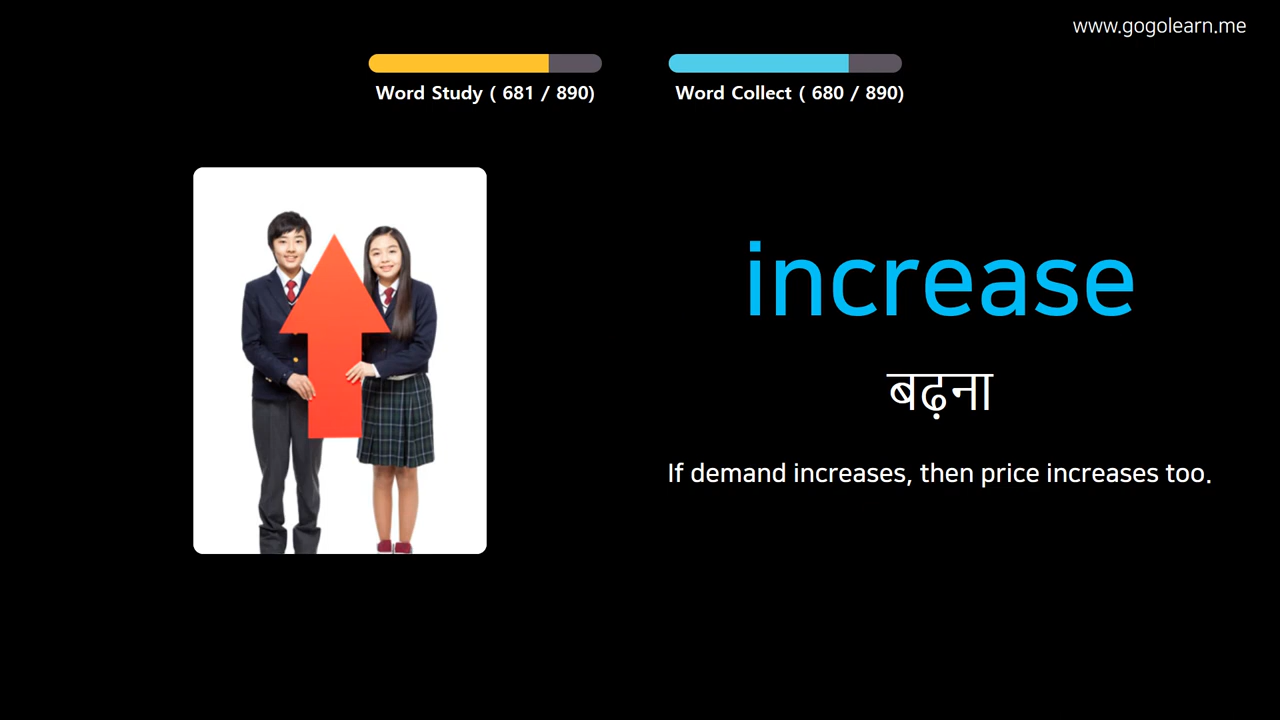 www.gogolearn.me
Word Study ( 681 / 890)
Word Collect ( 680 / 890)
increase
बढ़ना
If demand increases, then price increases too.